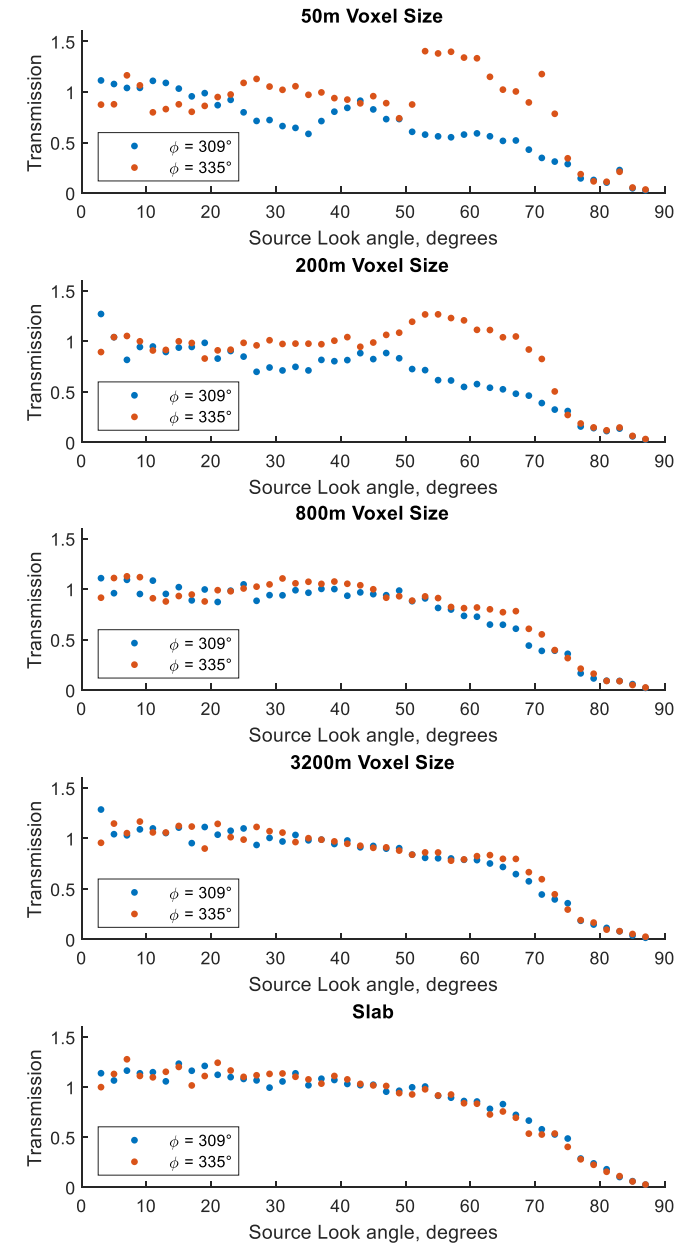 50m Voxel Size
1.5
1
0.5
0
Transmission
ϕ = 309°
ϕ = 335°
0 10 20 30 40 50 60 70 80 90
Source Look angle, degrees
200m Voxel Size
1.5
1
0.5
0
Transmission
ϕ = 309°
ϕ = 335°
0 10 20 30 40 50 60 70 80 90
Source Look angle, degrees
800m Voxel Size
1.5
1
0.5
0
Transmission
ϕ = 309°
ϕ = 335°
0 10 20 30 40 50 60 70 80 90
Source Look angle, degrees
3200m Voxel Size
1.5
1
0.5
0
Transmission
ϕ = 309°
ϕ = 335°
0 10 20 30 40 50 60 70 80 90
Source Look angle, degrees
Slab
1.5
1
0.5
0
Transmission
ϕ = 309°
ϕ = 335°
0 10 20 30 40 50 60 70 80 90
Source Look angle, degrees